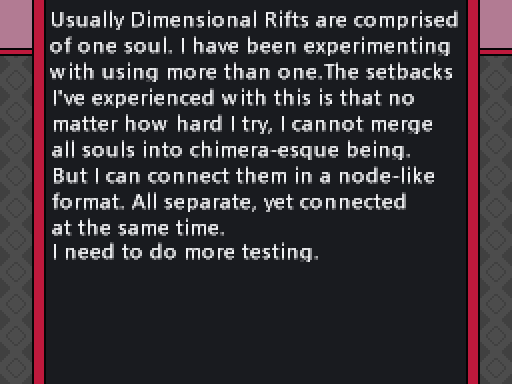 Usually Dimensional Rifts are comprised
of one soul. I have been experimenting
with using more than one.The setbacks
I've experienced with this is that no
matter how hard I try, I cannot merge
all souls into chimera-esque being.
But I can connect them in a node-like
format. All separate, yet connected
at the same time.
I need to do more testing.